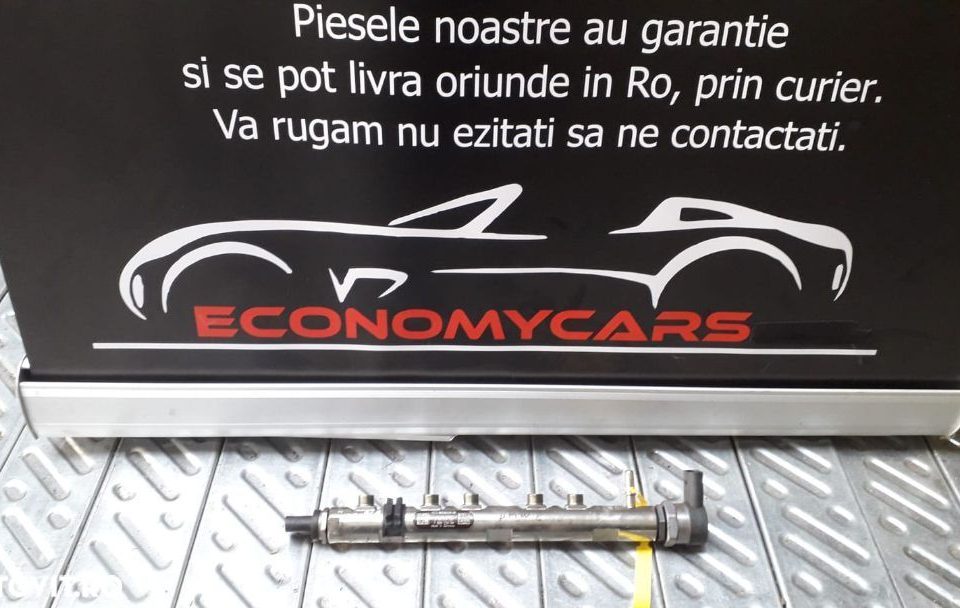 Piesele noastre au garantie
si se pot livra oriunde in Ro, prin curier.
Va rugam nu ezitati sa ne contactati.
ECONOMYCARS